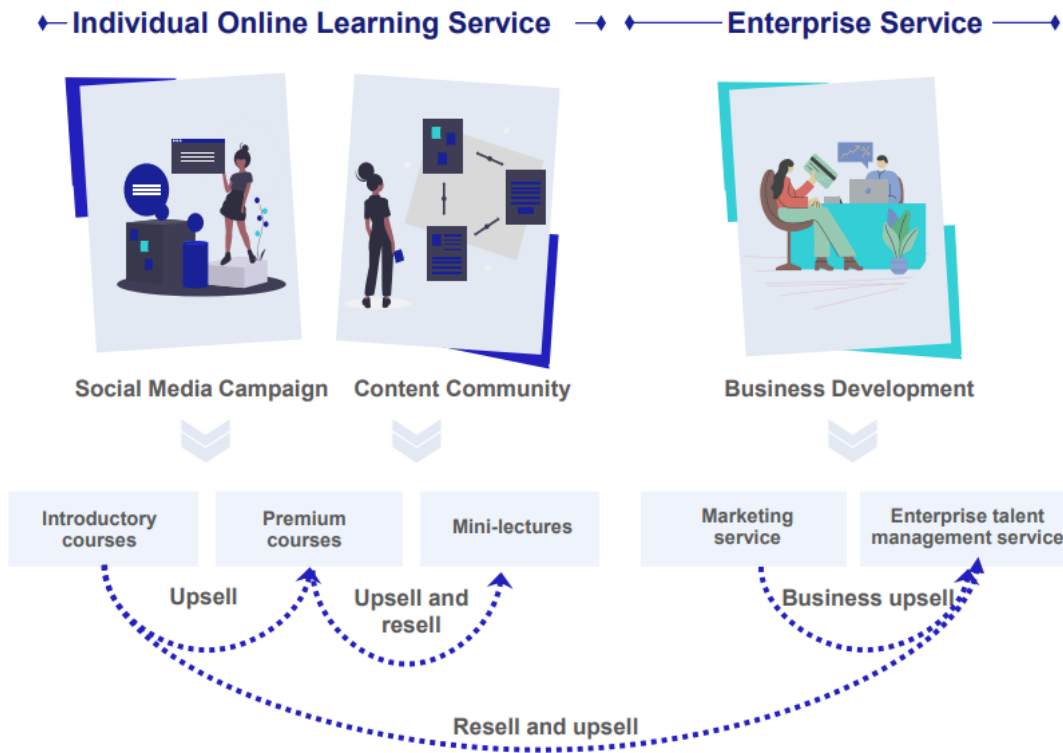 Individual Online Learning Service
Enterprise Service
Social Media Campaign
Content Community
Business Development
Introductory
courses
Premium
courses
Mini-lectures
Marketing
service
Enterprise talent
management service
Upsell
Upsell and
resell
Business upsell
Resell and upsell